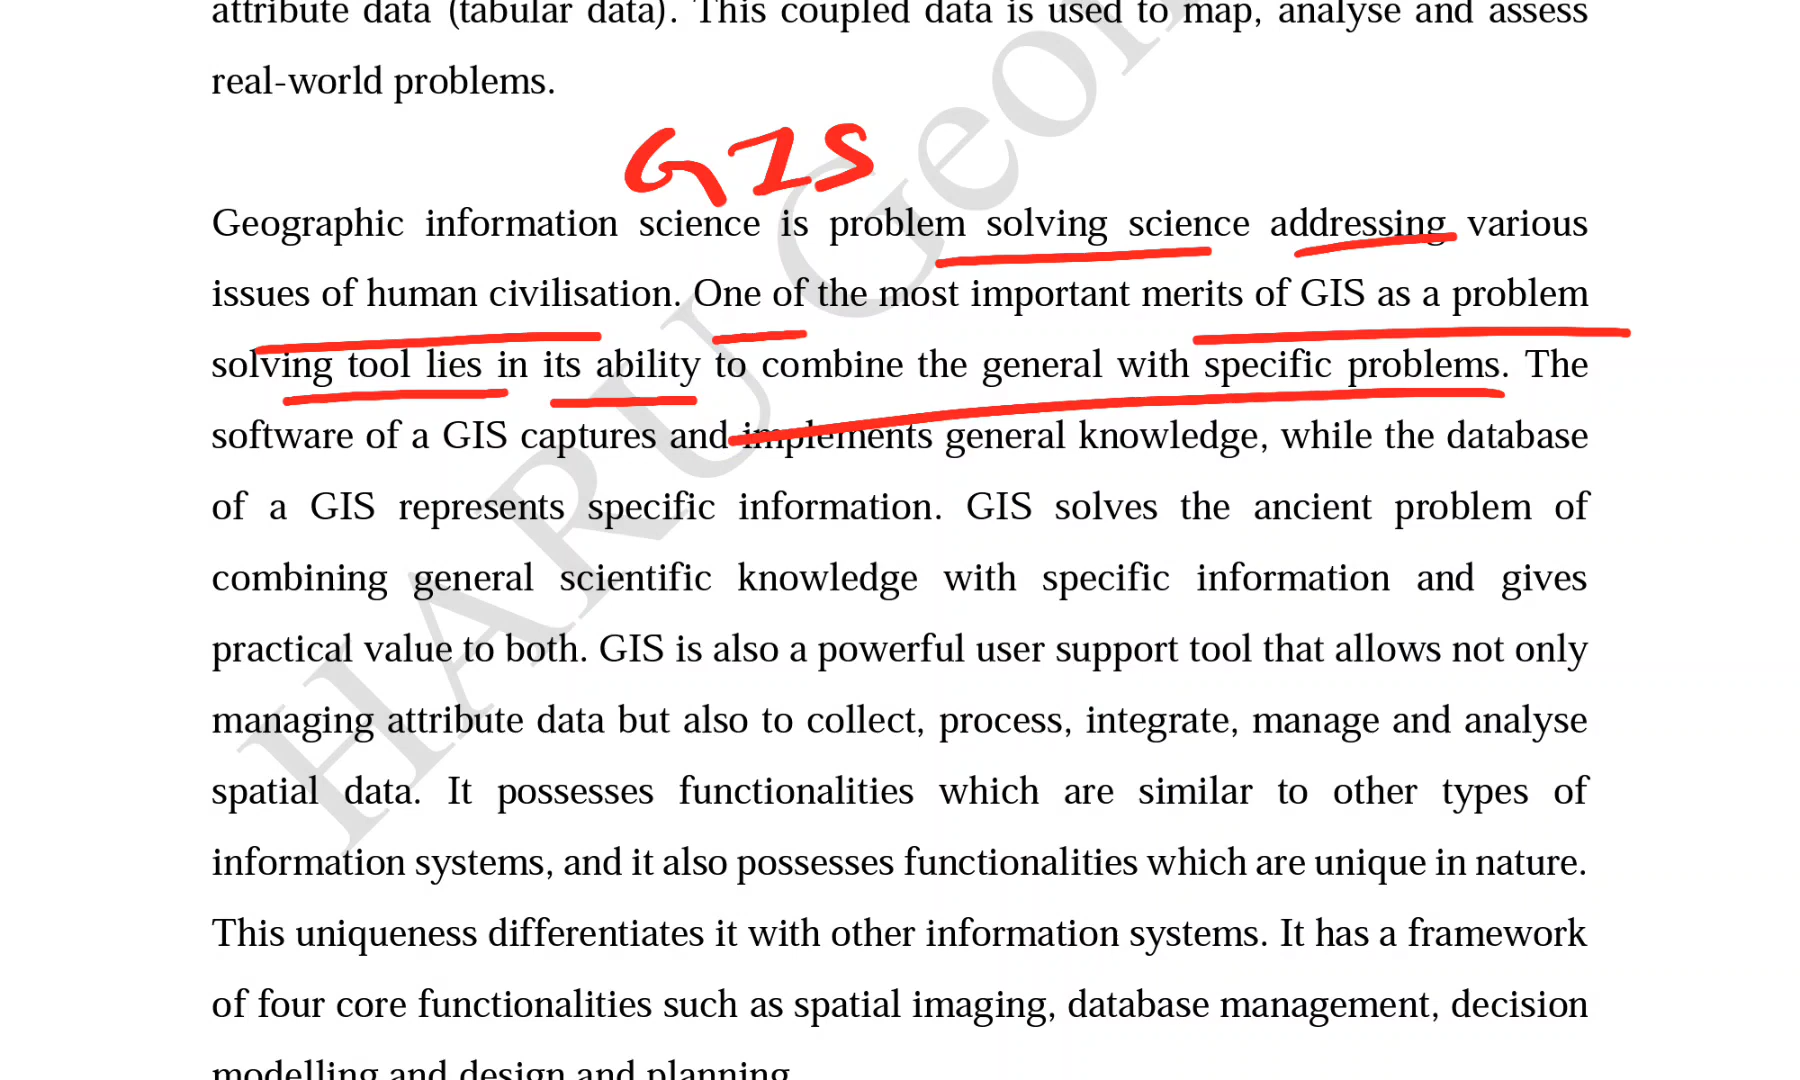 attribute data (tabular data). This coupled data is used to map, analyse and assess
real-world problems.
GIS
Geographic information science is problem solving science addressing various
issues of human civilisation. One of the most important merits of GIS as a problem
solving tool lies in its ability to combine the general with specific problems. The
software of a GIS captures and implements general knowledge, while the database
of a GIS represents specific information. GIS solves the ancient problem of
combining general scientific knowledge with specific information and gives
practical value to both. GIS is also a powerful user support tool that allows not only
managing attribute data but also to collect, process, integrate, manage and analyse
spatial data. It possesses functionalities which are similar to other types of
information systems, and it also possesses functionalities which are unique in nature.
This uniqueness differentiates it with other information systems. It has a framework
of four core functionalities such as spatial imaging, database management, decision
modelling and design and planning.
HARU Geom